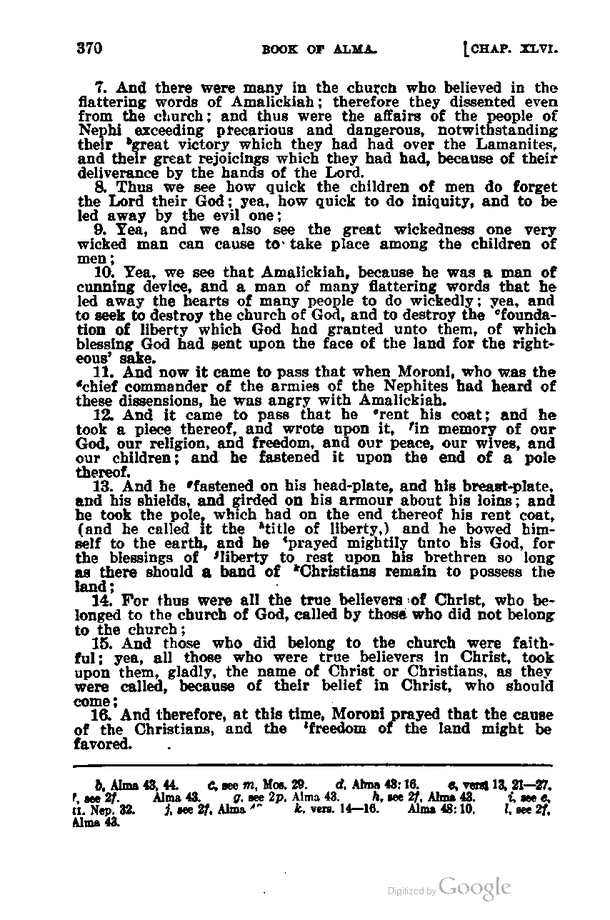 370 BOOK OF ALMA. [CHAP. XLVI.
7. And there were many in the church who believed in the
flattering words of Amalickiah; therefore they dissented even
from the church; and thus were the affairs of the people of
Nephi exceeding precarious and dangerous, notwithstanding
their ᵇgreat victory which they had had over the Lamanites,
and their great rejoicings which they had had, because of their
deliverance by the hands of the Lord.
8. Thus we see how quick the children of men do forget
the Lord their God; yea, how quick to do iniquity, and to be
led away by the evil one;
9. Yea, and we also see the great wickedness one very
wicked man can cause to take place among the children of
men;
10. Yea, we see that Amalickiah, because he was a man of
cunning device, and a man of many flattering words that he
led away the hearts of many people to do wickedly; yea, and
to seek to destroy the church of God, and to destroy the ᶜfounda-
tion of liberty which God had granted unto them, of which
blessing God had sent upon the face of the land for the right-
eous' sake.
11. And now it came to pass that when Moroni, who was the
ᵈchief commander of the armies of the Nephites had heard of
these dissensions, he was angry with Amalickiah.
12. And it came to pass that he ᵉrent his coat; and he
took a piece thereof, and wrote upon it, ᶠin memory of our
God, our religion, and freedom, and our peace, our wives, and
our children; and he fastened it upon the end of a pole
thereof.
13. And he ᵍfastened on his head-plate, and his breast-plate,
and his shields, and girded on his armour about his loins; and
he took the pole, which had on the end thereof his rent coat,
(and he called it the ʰtitle of liberty,) and he bowed him-
self to the earth, and he ⁱprayed mightily unto his God, for
the blessings of ʲliberty to rest upon his brethren so long
as there should a band of ᵏChristians remain to possess the
land;
14. For thus were all the true believers of Christ, who be-
longed to the church of God, called by those who did not belong
to the church;
15. And those who did belong to the church were faith-
ful; yea, all those who were true believers in Christ, took
upon them, gladly, the name of Christ or Christians, as they
were called, because of their belief in Christ, who should
come;
16. And therefore, at this time, Moroni prayed that the cause
of the Christians, and the ˡfreedom of the land might be
favored.
b, Alma 43, 44. c, see m, Mos. 29. d, Alma 43:16. e, vers. 13, 21—27.
f, see 2f. Alma 43. g, see 2p, Alma 43. h, see 2f, Alma 43. i, see e,
II. Nep. 32. j, see 2f, Alma k, vers. 14—16. Alma 48:10. l, see 2f,
Alma 43.
Digitized by Google